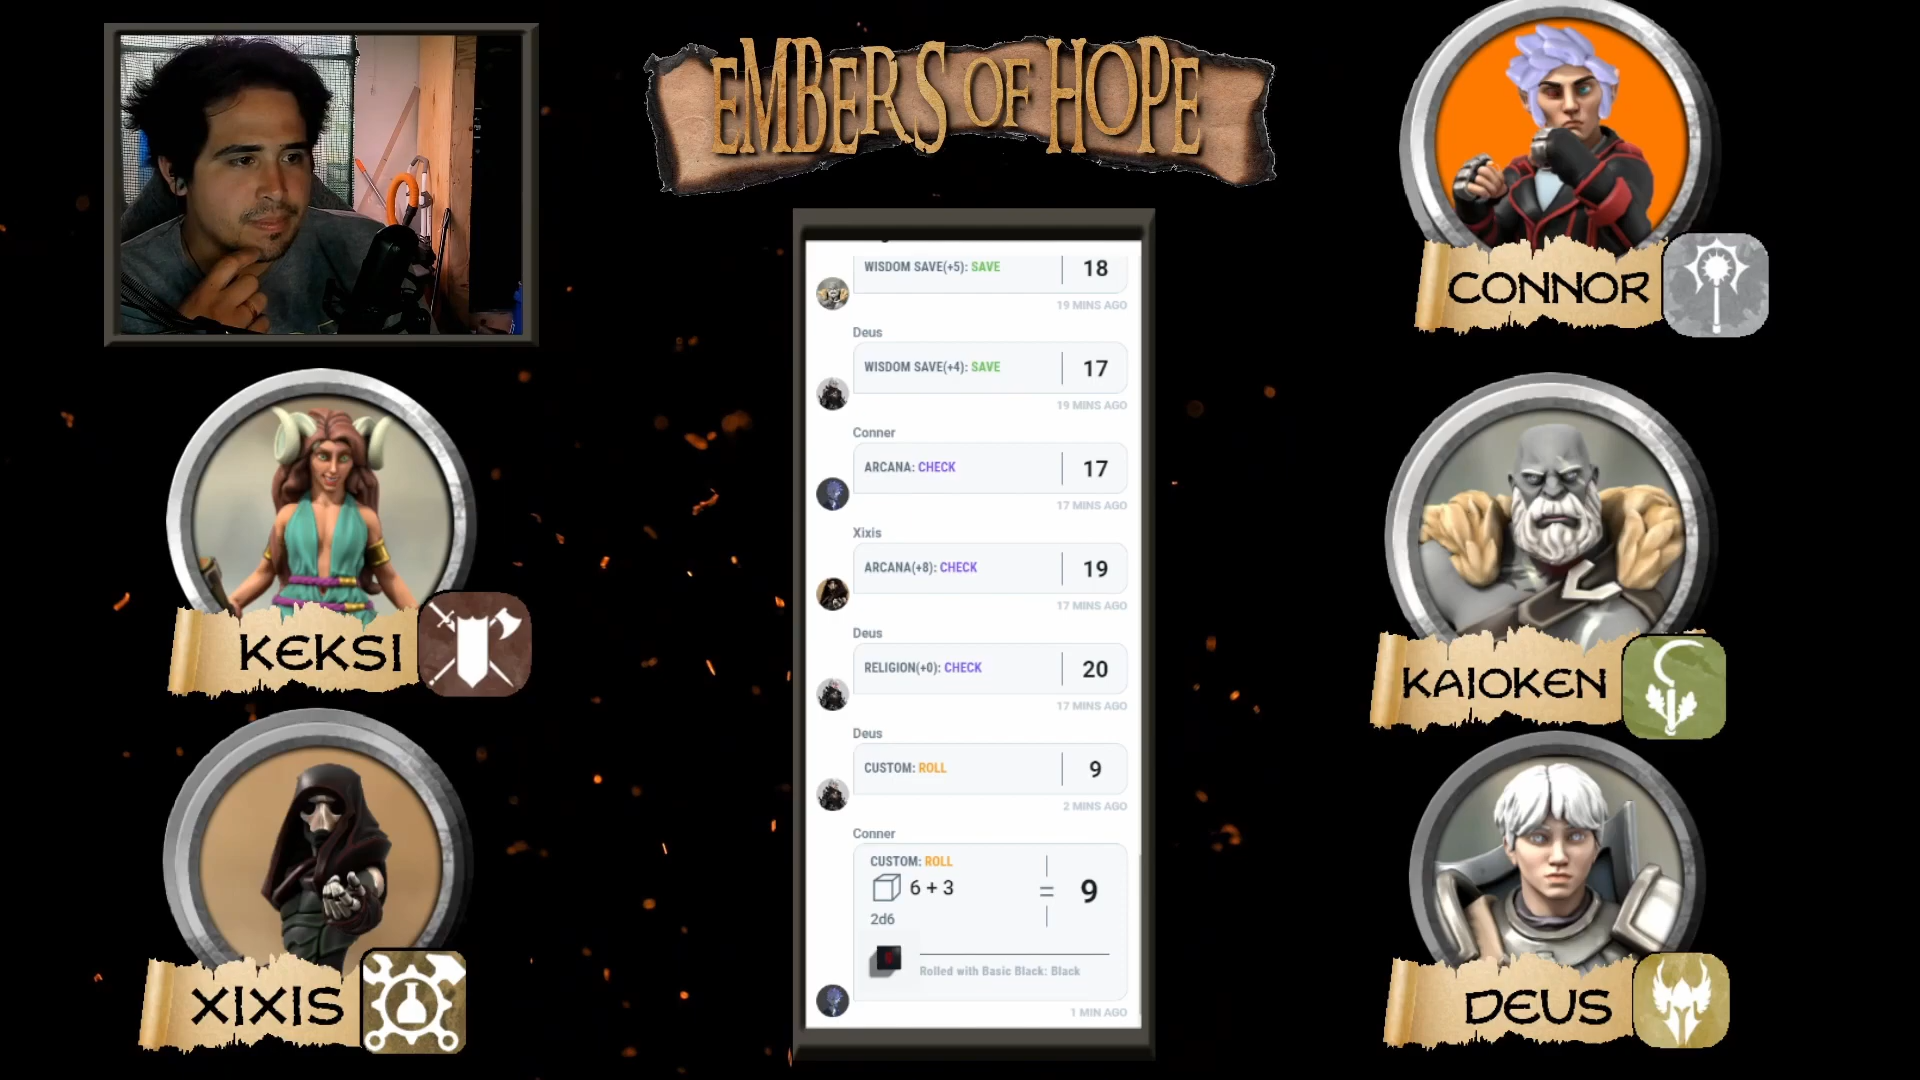 EMBERS OF HOPE
CONNOR
KEKSI
KAIOKEN
XIXIS
DEUS
WISDOM SAVE(+5): SAVE
18
19 MINS AGO
Deus
WISDOM SAVE(+4): SAVE
17
19 MINS AGO
Conner
ARCANA: CHECK
17
17 MINS AGO
Xixis
ARCANA(+8): CHECK
19
17 MINS AGO
Deus
RELIGION(+0): CHECK
20
17 MINS AGO
Deus
CUSTOM: ROLL
9
2 MINS AGO
Conner
CUSTOM: ROLL
6 + 3
=
9
2d6
Rolled with Basic Black: Black
1 MIN AGO